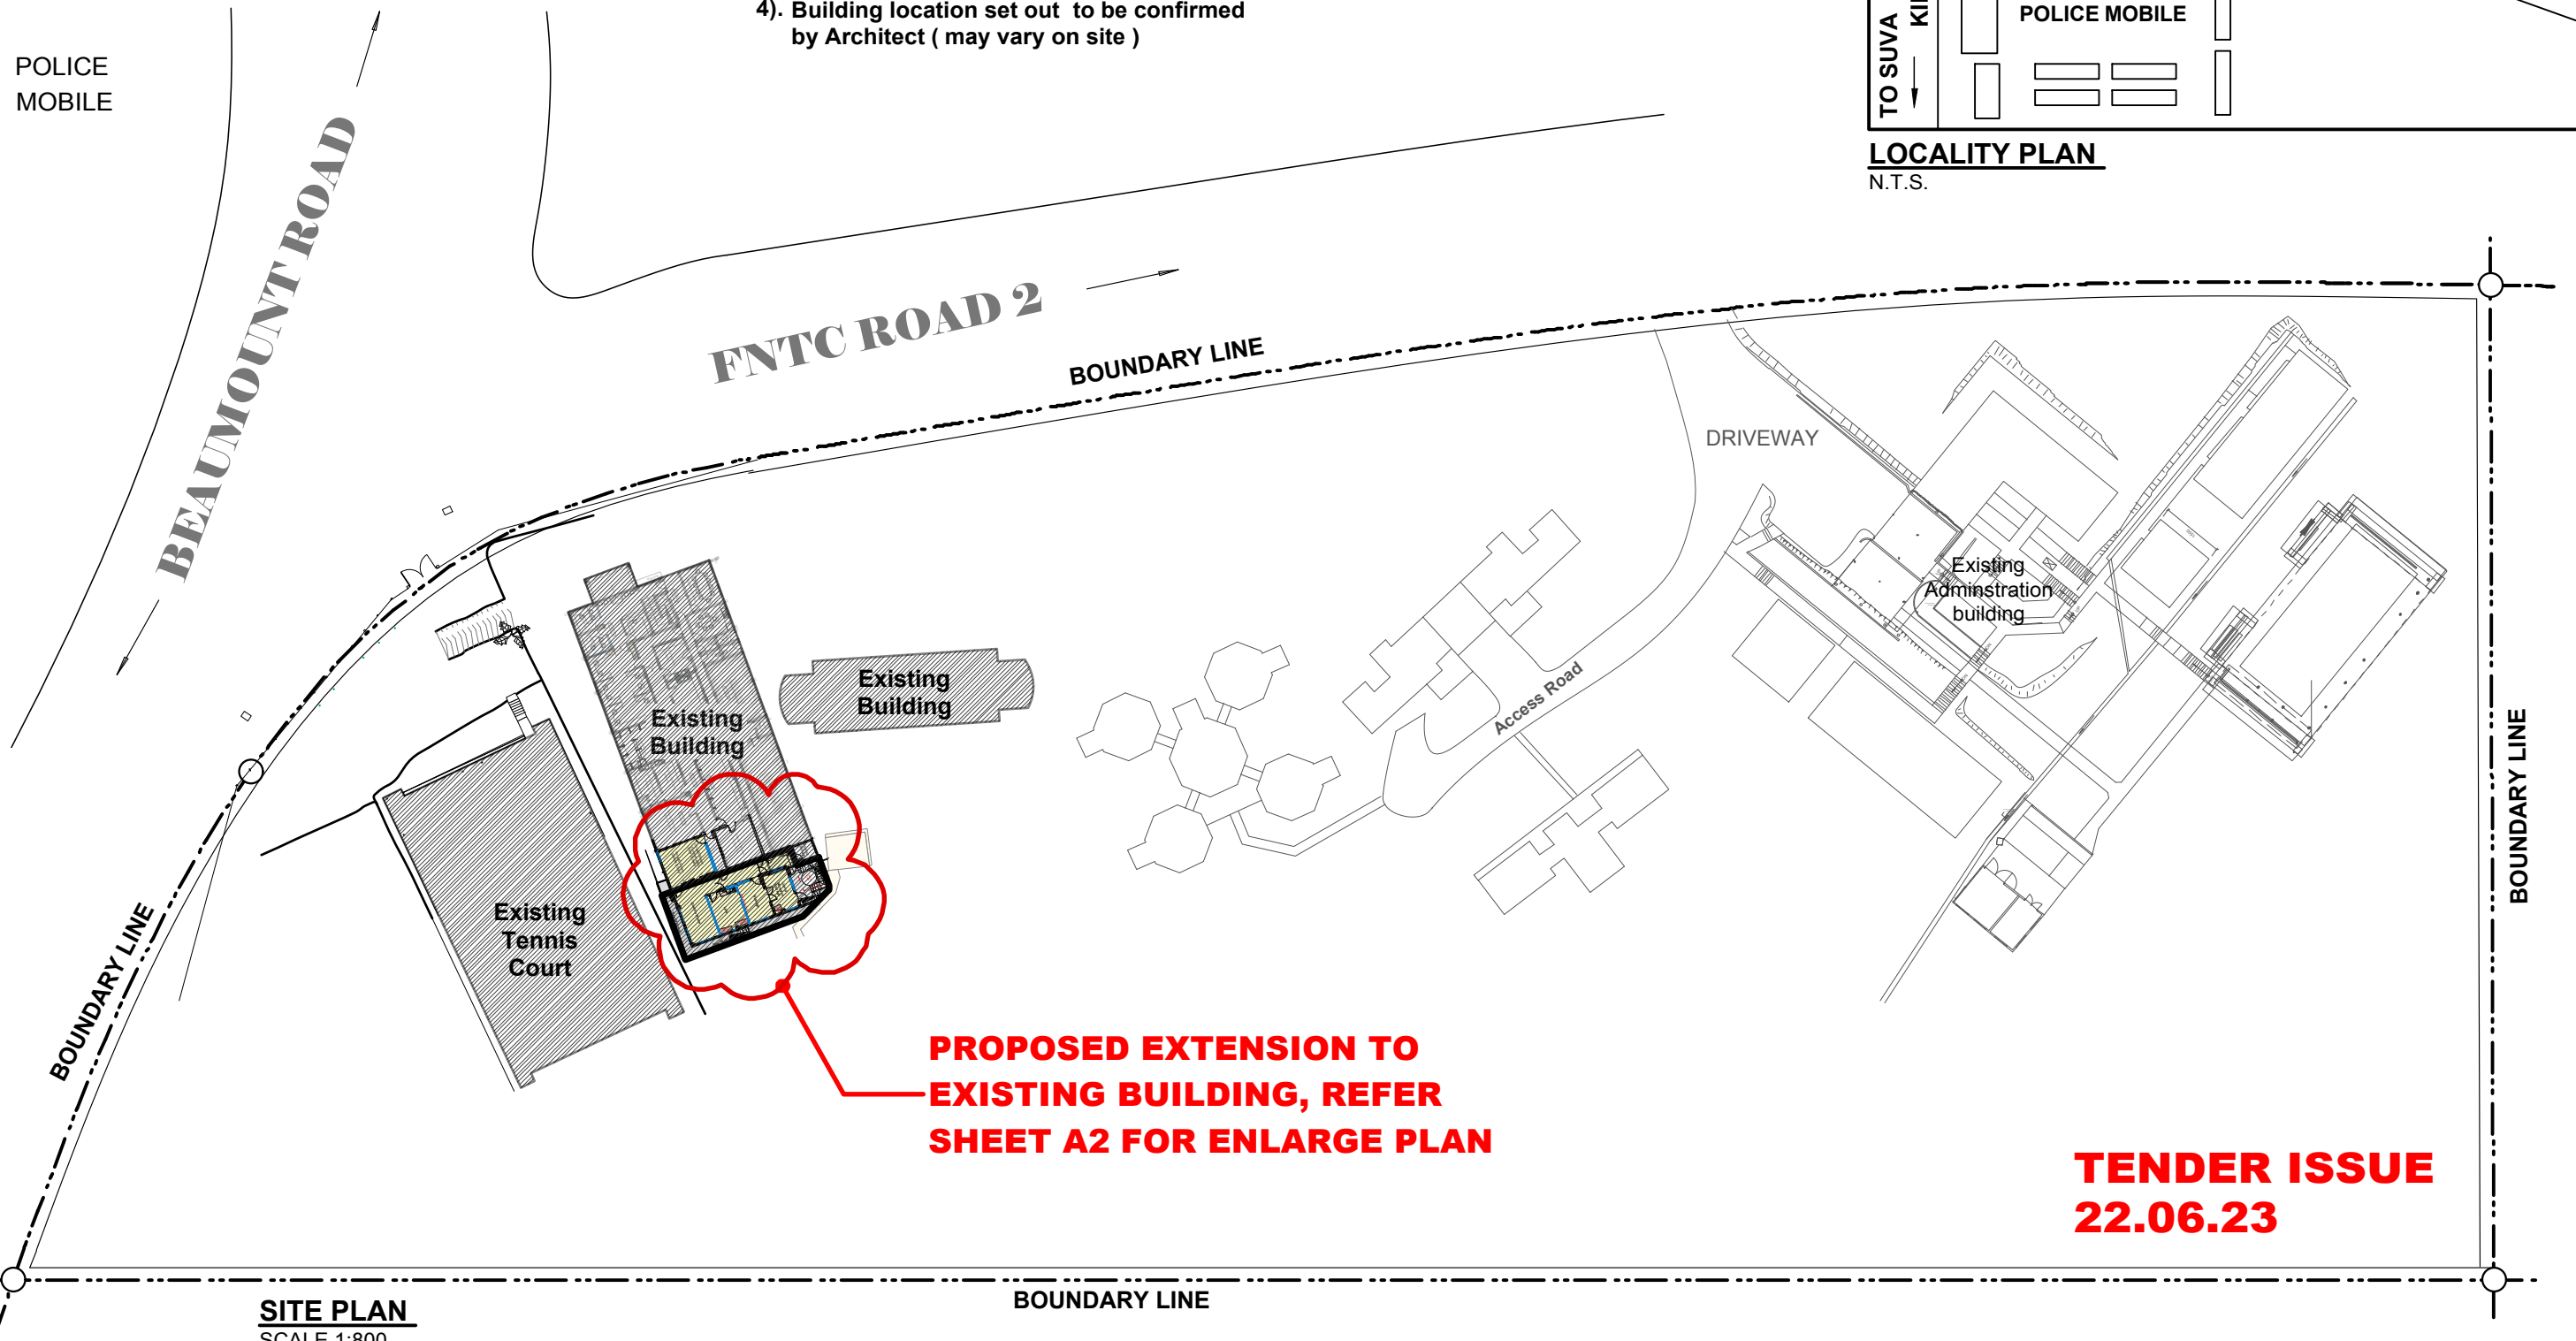 4). Building location set out to be confirmed
by Architect ( may vary on site )
POLICE
MOBILE
TO SUVA
POLICE MOBILE
LOCALITY PLAN
N.T.S.
BEAUMOUNT ROAD
FNTC ROAD 2
BOUNDARY LINE
DRIVEWAY
Existing
Adminstration
building
Existing
Building
Existing
Building
Access Road
BOUNDARY LINE
Existing
Tennis
Court
BOUNDARY LINE
PROPOSED EXTENSION TO
EXISTING BUILDING, REFER
SHEET A2 FOR ENLARGE PLAN
TENDER ISSUE
22.06.23
BOUNDARY LINE
SITE PLAN
SCALE 1:800